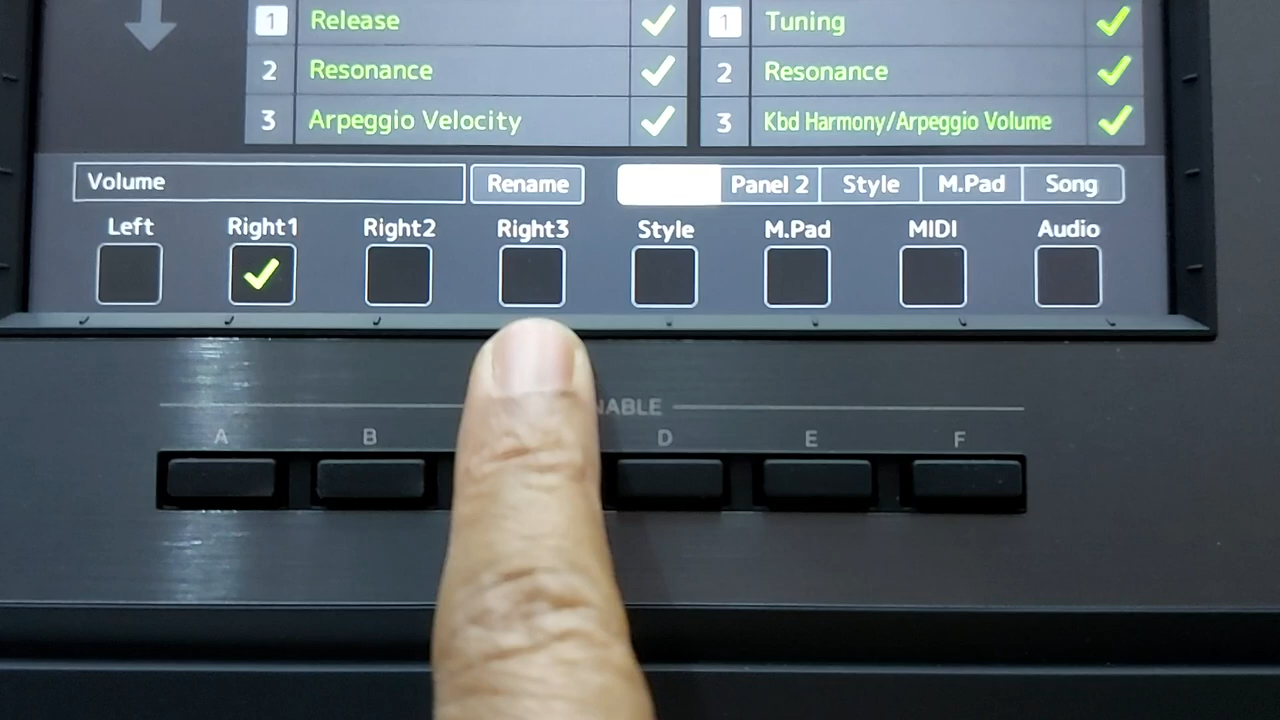 1 Release 1 Tuning
2 Resonance 2 Resonance
3 Arpeggio Velocity 3 Kbd Harmony/Arpeggio Volume
Volume Rename Panel 2 Style M.Pad Song
Left Right1 Right2 Right3 Style M.Pad MIDI Audio
A B D E F